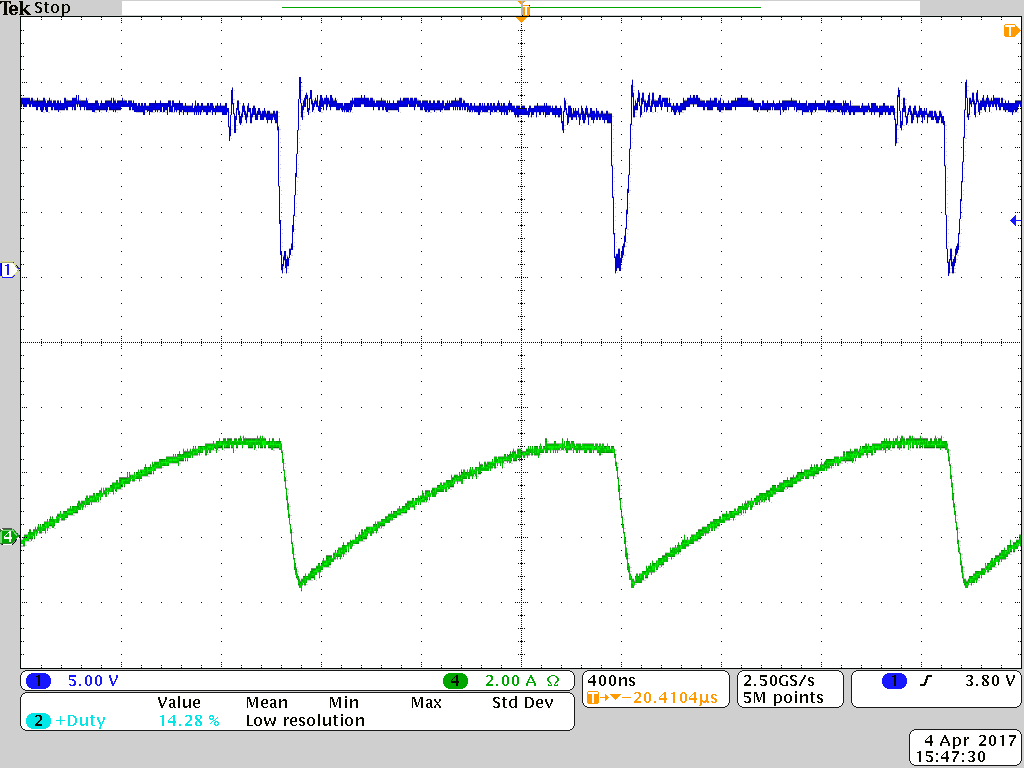 Tek Stop
T
T
1
4
1 5.00 V 4 2.00 A Ω
400ns
T→▼−20.4104µs
2.50GS/s
5M points
1 ʃ 3.80 V
Value Mean Min Max Std Dev
2 +Duty 14.28 % Low resolution
4 Apr 2017
15:47:30